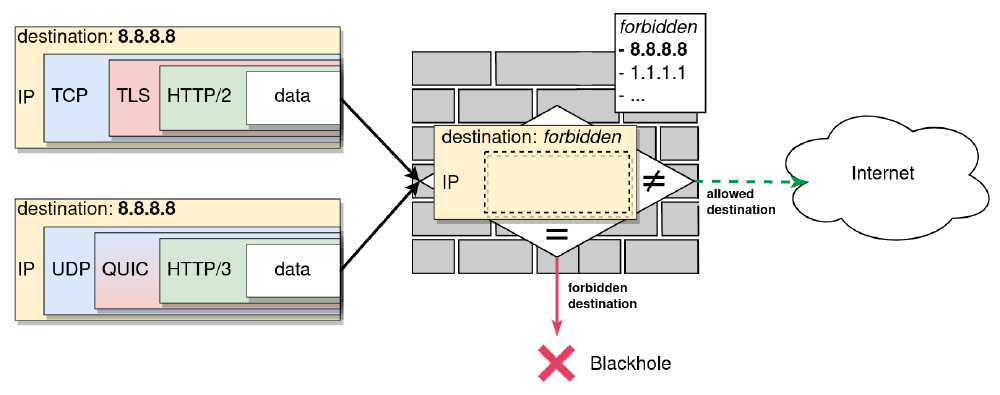 destination: 8.8.8.8
IP
TCP
TLS
HTTP/2
data
destination: 8.8.8.8
IP
UDP
QUIC
HTTP/3
data
forbidden
- 8.8.8.8
- 1.1.1.1
- ...
destination: forbidden
IP
≠
=
allowed
destination
Internet
forbidden
destination
Blackhole